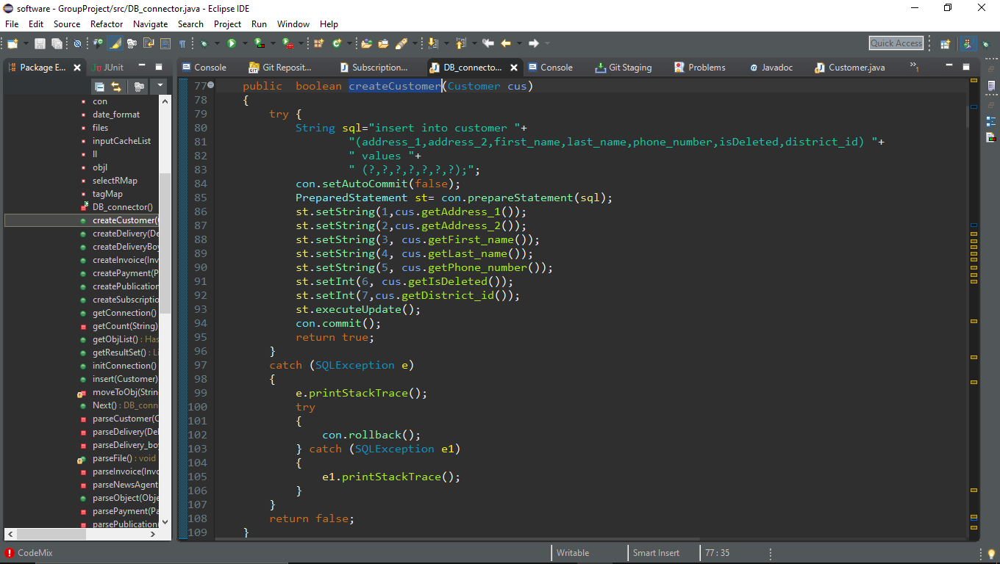 software - GroupProject/src/DB_connector.java - Eclipse IDE
File Edit Source Refactor Navigate Search Project Run Window Help
Quick Access
Package E... JUnit
Console Git Reposit... Subscription... DB_connecto... Console Git Staging Problems Javadoc Customer.java
con
date_format
files
inputCacheList
ll
objl
selectRMap
tagMap
DB_connector()
createCustomer(
createDelivery(De
createDeliveryBoy
createInvoice(Inv
createPayment(P
createPublication
createSubscriptio
getConnection()
getCount(String)
getObjList() : Has
getResultSet() : Li
initConnection()
insert(Customer)
moveToObj(Strin
Next() : DB_conn
parseCustomer(C
parseDelivery(Del
parseDelivery_boy
parseFile() : void
parseInvoice(Invo
parseNewsAgent
parseObject(Obje
parsePayment(Pa
parsePublication(
77 public  boolean createCustomer(Customer cus)
78 {
79 try {
80 String sql="insert into customer "+
81 "(address_1,address_2,first_name,last_name,phone_number,isDeleted,district_id) "+
82 " values "+
83 " (?,?,?,?,?,?,?);";
84 con.setAutoCommit(false);
85 PreparedStatement st= con.prepareStatement(sql);
86 st.setString(1,cus.getAddress_1());
87 st.setString(2,cus.getAddress_2());
88 st.setString(3, cus.getFirst_name());
89 st.setString(4, cus.getLast_name());
90 st.setString(5, cus.getPhone_number());
91 st.setInt(6, cus.getIsDeleted());
92 st.setInt(7,cus.getDistrict_id());
93 st.executeUpdate();
94 con.commit();
95 return true;
96 }
97 catch (SQLException e)
98 {
99 e.printStackTrace();
100 try
101 {
102 con.rollback();
103 } catch (SQLException e1)
104 {
105 e1.printStackTrace();
106 }
107 }
108 return false;
109 }
CodeMix
Writable Smart Insert 77 : 35